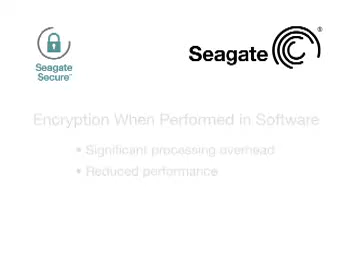 Seagate
Secure™
Seagate®
Encryption When Performed in Software
• Significant processing overhead
• Reduced performance